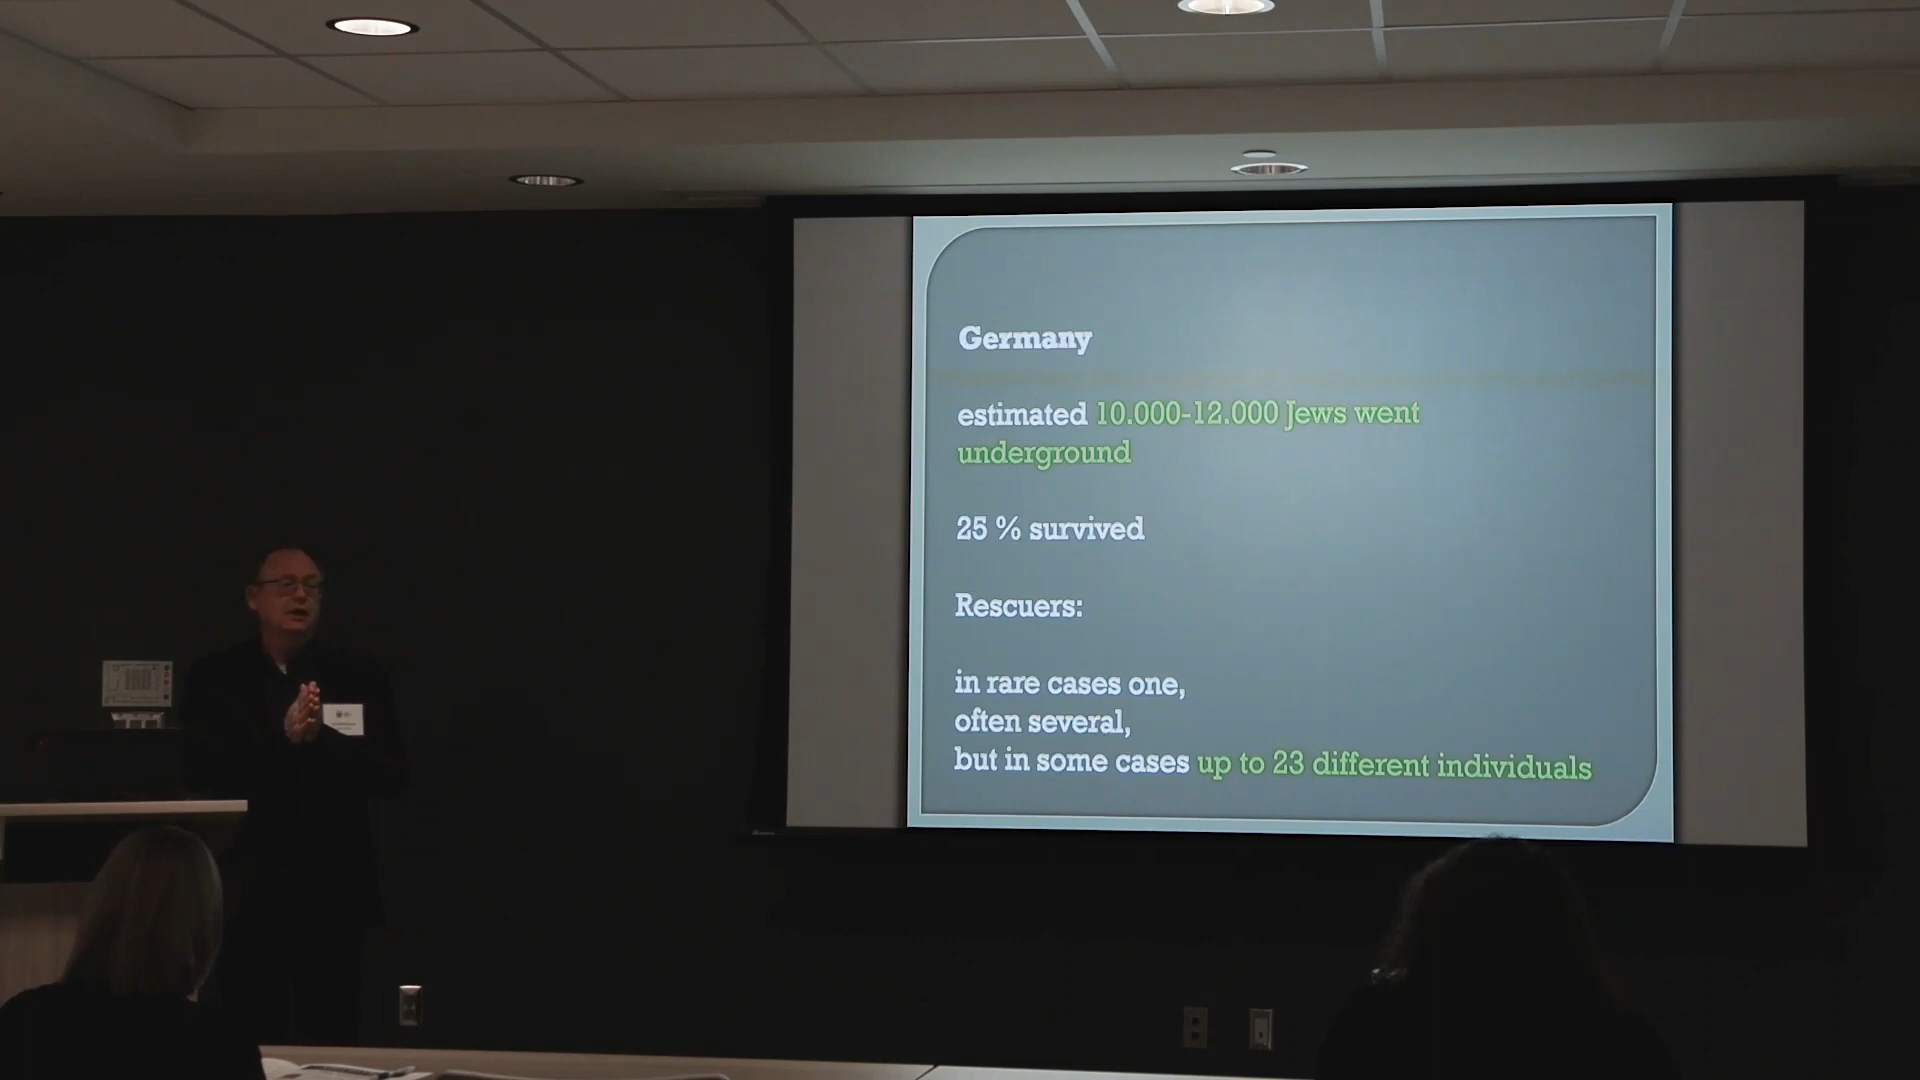 Germany
estimated 10.000-12.000 Jews went
underground
25 % survived
Rescuers:
in rare cases one,
often several,
but in some cases up to 23 different individuals